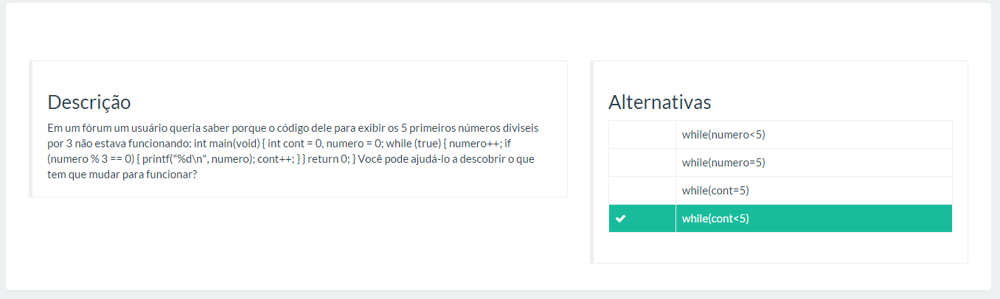 Descrição
Em um fórum um usuário queria saber porque o código dele para exibir os 5 primeiros números diviseis
por 3 não estava funcionando: int main(void) { int cont = 0, numero = 0; while (true) { numero++; if
(numero % 3 == 0) { printf("%d\n", numero); cont++; } } return 0; } Você pode ajudá-lo a descobrir o que
tem que mudar para funcionar?
Alternativas
while(numero<5)
while(numero=5)
while(cont=5)
while(cont<5)